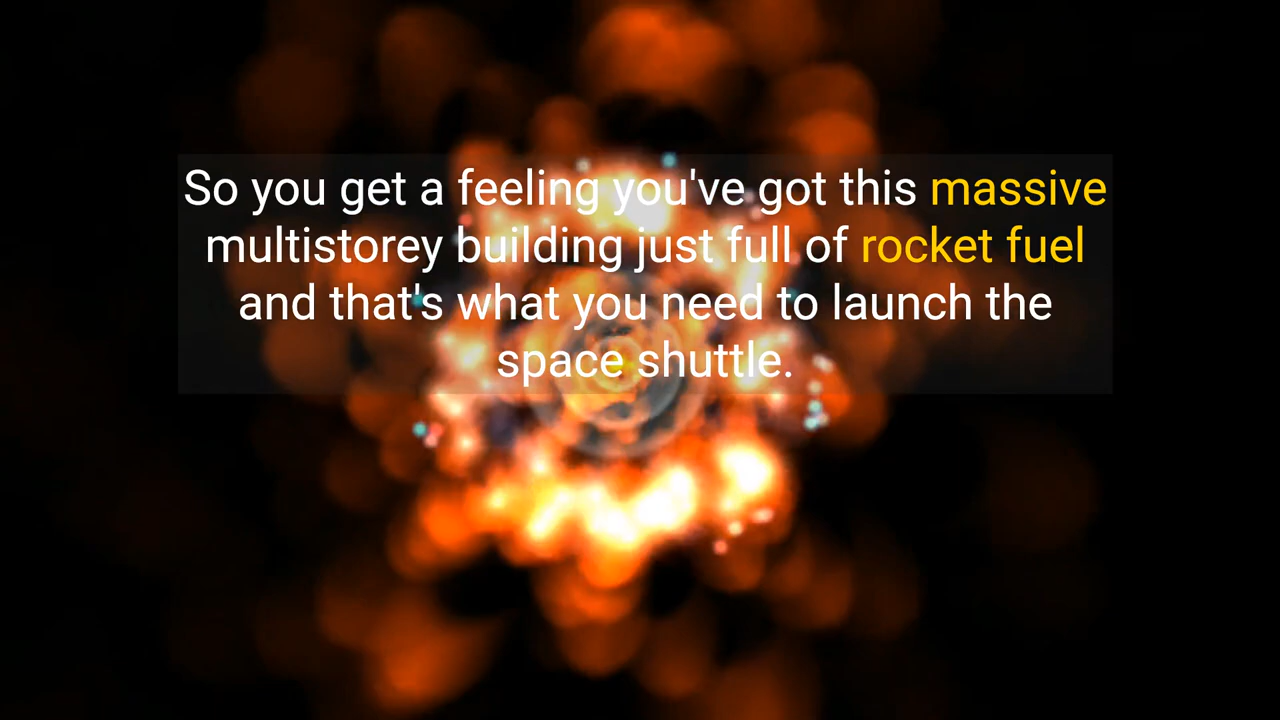 So you get a feeling you've got this massive
multistorey building just full of rocket fuel
and that's what you need to launch the
space shuttle.